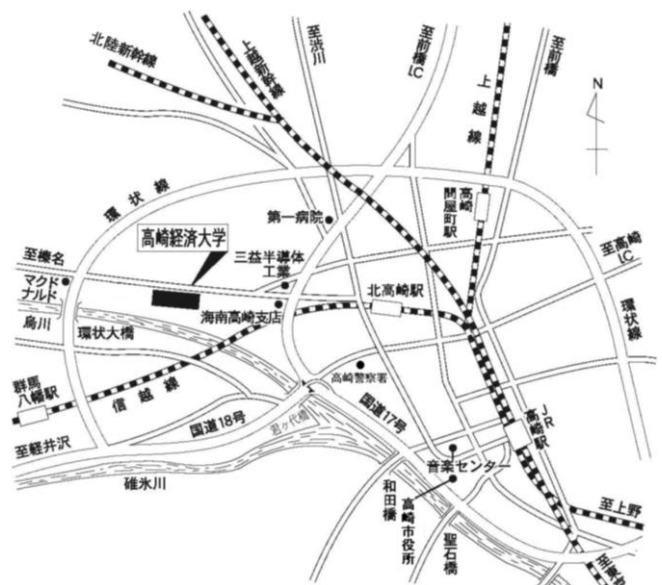 北陸新幹線
上越新幹線
至渋川
至前橋
I.C
上越線
至前橋
N
環状線
第一病院
高崎
問屋町駅
高崎経済大学
至榛名
三益半導体
工業
至高崎
I.C
マクド
ナルド
北高崎駅
海南高崎支店
烏川
環状大橋
環状線
高崎警察署
群馬
八幡駅
信越線
国道18号
君ヶ代橋
国道17号
JR
高崎駅
至軽井沢
音楽センター
碓氷川
和田橋
高崎市役所
聖石橋
至上野